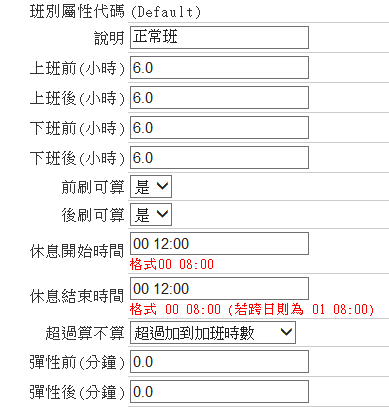 班別屬性代碼 (Default)
說明 正常班
上班前(小時) 6.0
上班後(小時) 6.0
下班前(小時) 6.0
下班後(小時) 6.0
前刷可算 是
後刷可算 是
休息開始時間 00 12:00
格式00 08:00
休息結束時間 00 12:00
格式 00 08:00 (若跨日則為 01 08:00)
超過算不算 超過加到加班時數
彈性前(分鐘) 0.0
彈性後(分鐘) 0.0